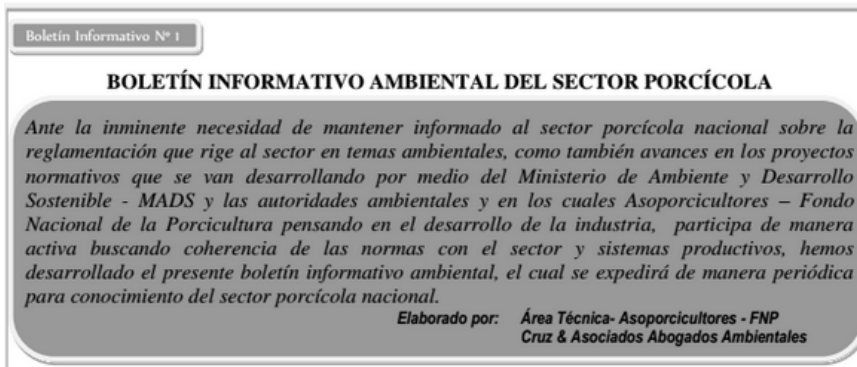 Boletín Informativo Nº 1
BOLETÍN INFORMATIVO AMBIENTAL DEL SECTOR PORCÍCOLA
Ante la inminente necesidad de mantener informado al sector porcícola nacional sobre la
reglamentación que rige al sector en temas ambientales, como también avances en los proyectos
normativos que se van desarrollando por medio del Ministerio de Ambiente y Desarrollo
Sostenible - MADS y las autoridades ambientales y en los cuales Asoporcicultores – Fondo
Nacional de la Porcicultura pensando en el desarrollo de la industria, participa de manera
activa buscando coherencia de las normas con el sector y sistemas productivos, hemos
desarrollado el presente boletín informativo ambiental, el cual se expedirá de manera periódica
para conocimiento del sector porcícola nacional.
Elaborado por: Área Técnica- Asoporcicultores - FNP
Cruz & Asociados Abogados Ambientales